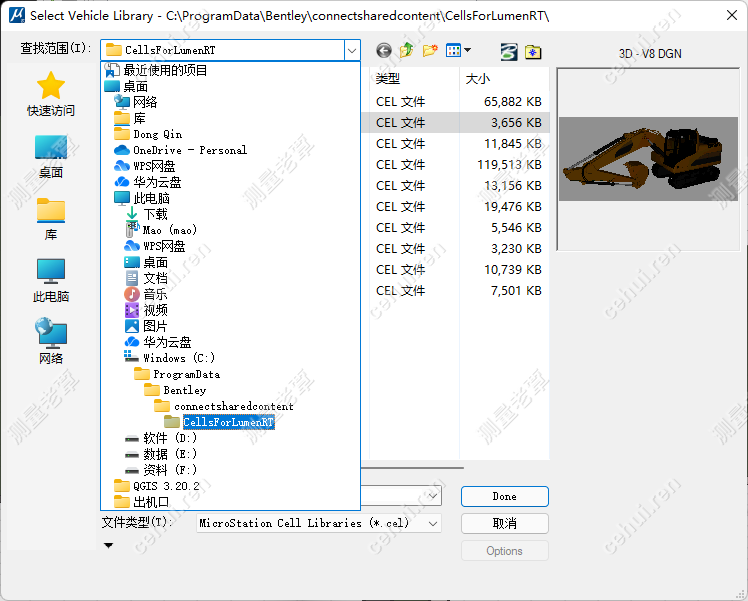 Select Vehicle Library - C:\ProgramData\Bentley\connectsharedcontent\CellsForLumenRT\
查找范围(I):
CellsForLumenRT
3D - V8 DGN
快速访问
桌面
库
此电脑
网络
最近使用的项目
桌面
网络
库
Dong Qin
OneDrive - Personal
WPS网盘
华为云盘
此电脑
下载
Mao (mao)
WPS网盘
桌面
文档
音乐
视频
图片
华为云盘
Windows (C:)
ProgramData
Bentley
connectsharedcontent
CellsForLumenRT
软件 (D:)
数据 (E:)
资料 (F:)
QGIS 3.20.2
出机口
类型 大小
CEL 文件 65,882 KB
CEL 文件 3,656 KB
CEL 文件 11,845 KB
CEL 文件 119,513 KB
CEL 文件 13,156 KB
CEL 文件 19,476 KB
CEL 文件 5,546 KB
CEL 文件 3,230 KB
CEL 文件 10,739 KB
CEL 文件 7,501 KB
Done
文件类型(T):
MicroStation Cell Libraries (*.cel)
取消
Options
测量老覃
cehui.ren